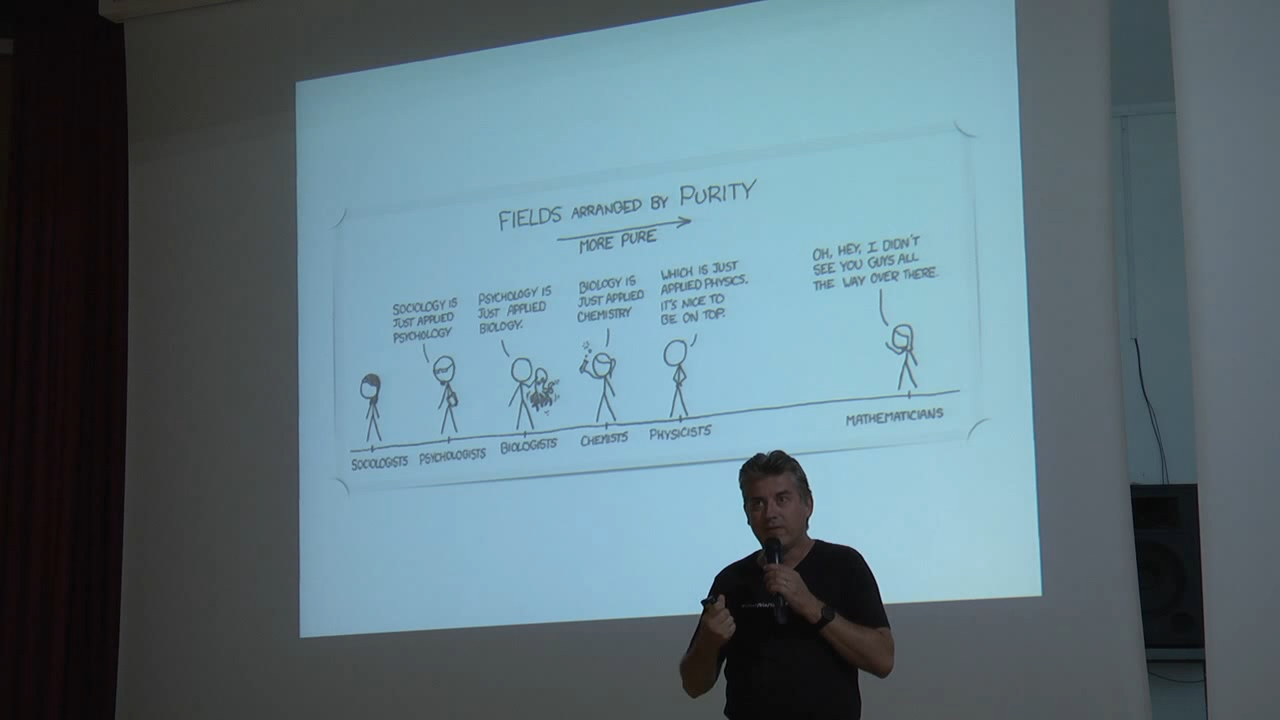 FIELDS ARRANGED BY PURITY
MORE PURE
SOCIOLOGY IS
JUST APPLIED
PSYCHOLOGY
PSYCHOLOGY IS
JUST APPLIED
BIOLOGY.
BIOLOGY IS
JUST APPLIED
CHEMISTRY
WHICH IS JUST
APPLIED PHYSICS.
IT'S NICE TO
BE ON TOP.
OH, HEY, I DIDN'T
SEE YOU GUYS ALL
THE WAY OVER THERE.
SOCIOLOGISTS
PSYCHOLOGISTS
BIOLOGISTS
CHEMISTS
PHYSICISTS
MATHEMATICIANS